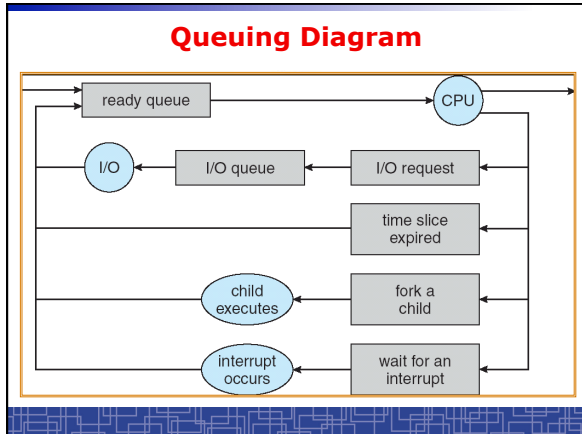 Queuing Diagram
ready queue
CPU
I/O
I/O queue
I/O request
time slice
expired
child
executes
fork a
child
interrupt
occurs
wait for an
interrupt